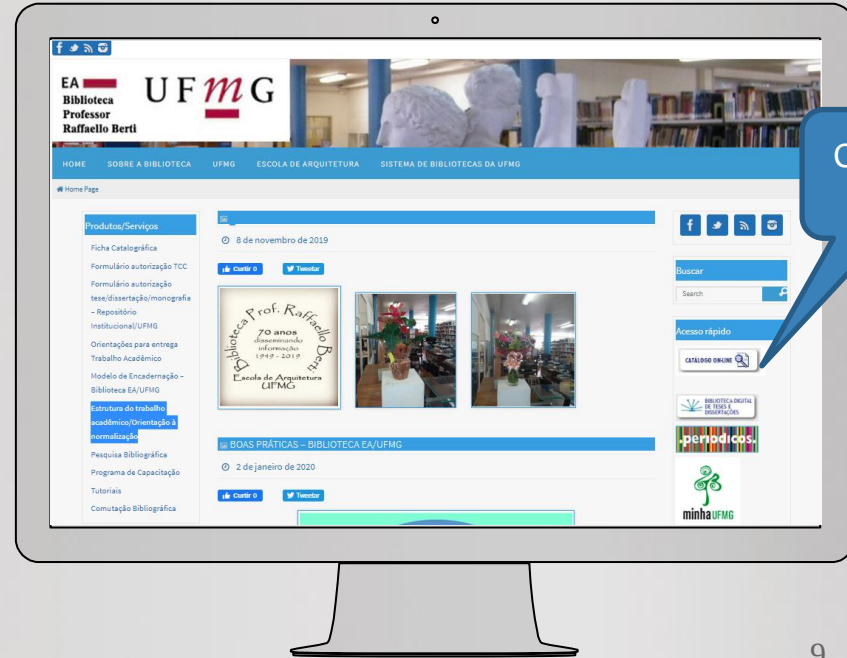 EA
Biblioteca
Professor
Raffaello Berti
UFMG
HOME SOBRE A BIBLIOTECA UFMG ESCOLA DE ARQUITETURA SISTEMA DE BIBLIOTECAS DA UFMG
Home Page
Produtos/Serviços
Ficha Catalográfica
Formulário autorização TCC
Formulário autorização
tese/dissertação/monografia
– Repositório
Institucional/UFMG
Orientações para entrega
Trabalho Acadêmico
Modelo de Encadernação –
Biblioteca EA/UFMG
Estrutura do trabalho
acadêmico/Orientação à
normalização
Pesquisa Bibliográfica
Programa de Capacitação
Tutoriais
Comutação Bibliográfica
8 de novembro de 2019
Curtir 0 Tweetar
Biblioteca Prof. Raffaello Berti
70 anos
disseminando
informação
1949 - 2019
Escola de Arquitetura
UFMG
BOAS PRÁTICAS – BIBLIOTECA EA/UFMG
2 de janeiro de 2020
Curtir 0 Tweetar
Buscar
Search
Acesso rápido
CATÁLOGO ON-LINE
BIBLIOTECA DIGITAL
DE TESES E
DISSERTAÇÕES
.periodicos.
minhaUFMG
9